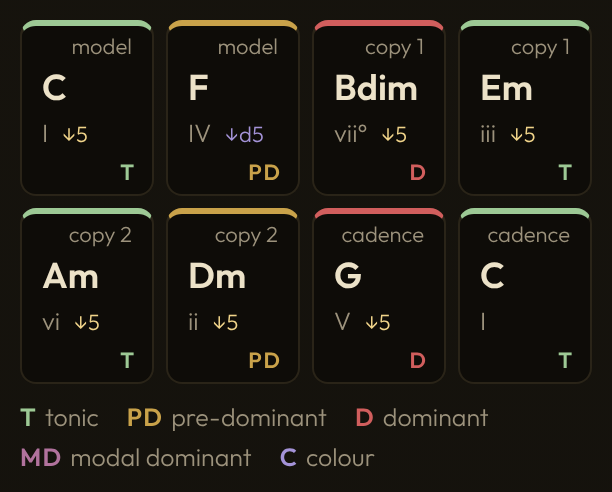 model model copy 1 copy 1
C F Bdim Em
I ↓5 IV ↓d5 vii° ↓5 iii ↓5
T PD D T
copy 2 copy 2 cadence cadence
Am Dm G C
vi ↓5 ii ↓5 V ↓5 I
T PD D T
T tonic PD pre-dominant D dominant
MD modal dominant C colour